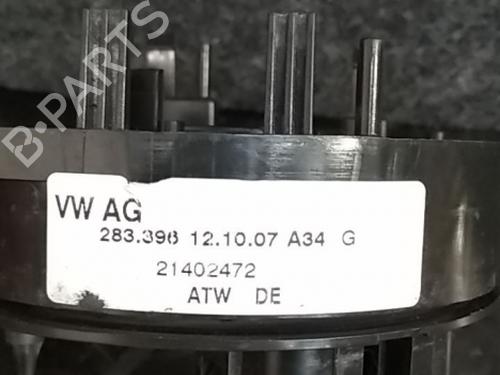 B-PARTS
VW AG
283.396 12.10.07 A34 G
21402472
ATW DE